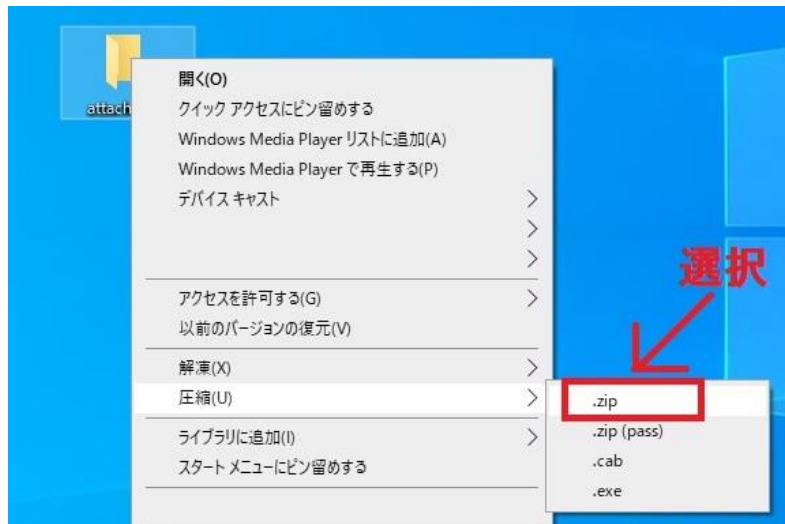 attach
開く(O)
クイック アクセスにピン留めする
Windows Media Player リストに追加(A)
Windows Media Player で再生する(P)
デバイス キャスト
アクセスを許可する(G)
以前のバージョンの復元(V)
解凍(X)
圧縮(U)
ライブラリに追加(I)
スタート メニューにピン留めする
選択
.zip
.zip (pass)
.cab
.exe